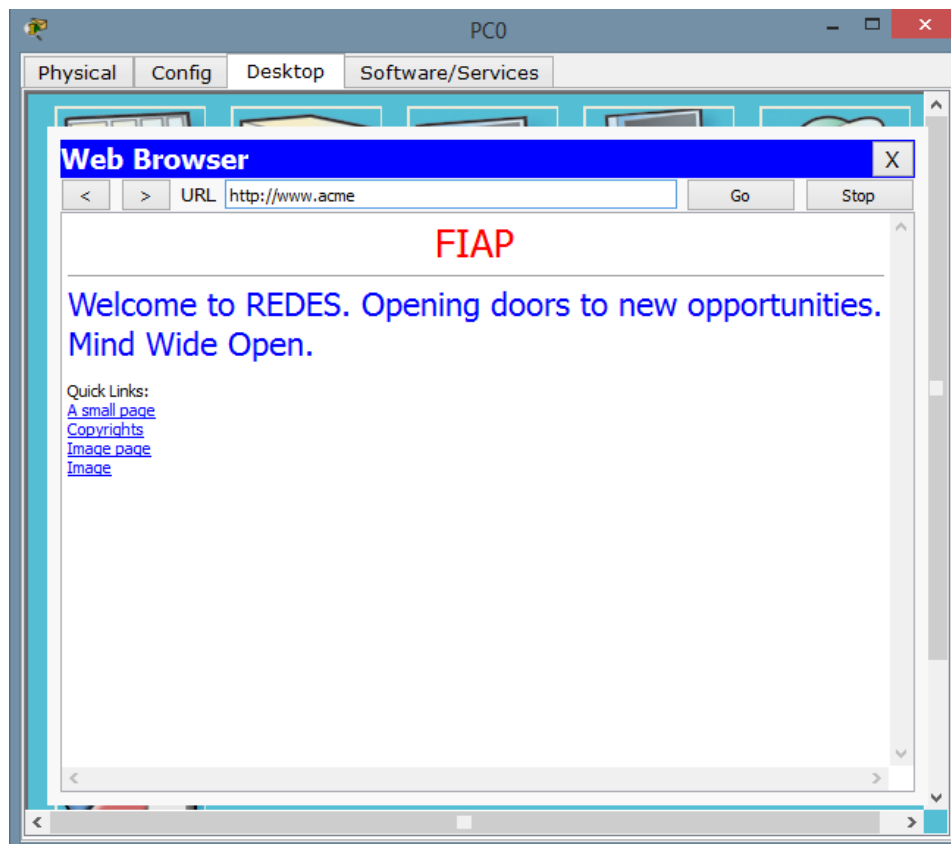 PC0
Physical Config Desktop Software/Services
Web Browser X
< > URL http://www.acme Go Stop
FIAP
Welcome to REDES. Opening doors to new opportunities.
Mind Wide Open.
Quick Links:
A small page
Copyrights
Image page
Image